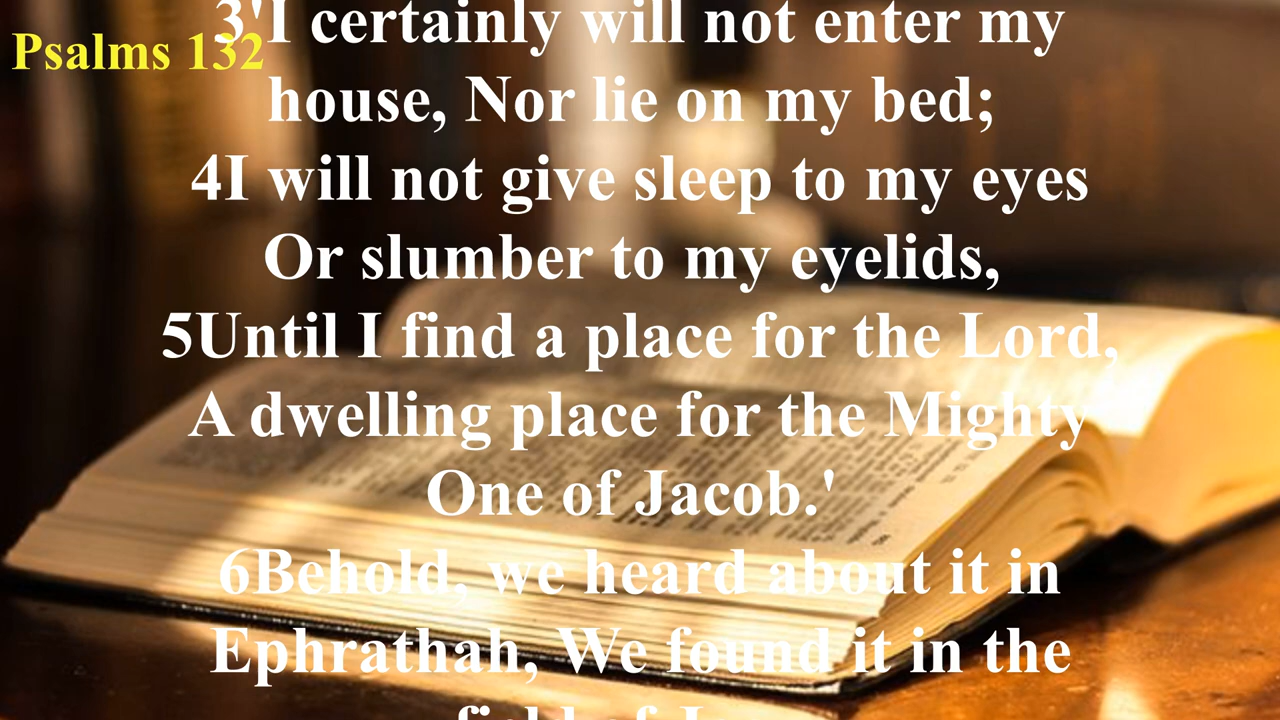 Psalms 132
3'I certainly will not enter my
house, Nor lie on my bed;
4I will not give sleep to my eyes
Or slumber to my eyelids,
5Until I find a place for the Lord,
A dwelling place for the Mighty
One of Jacob.'
6Behold, we heard about it in
Ephrathah, We found it in the
field of